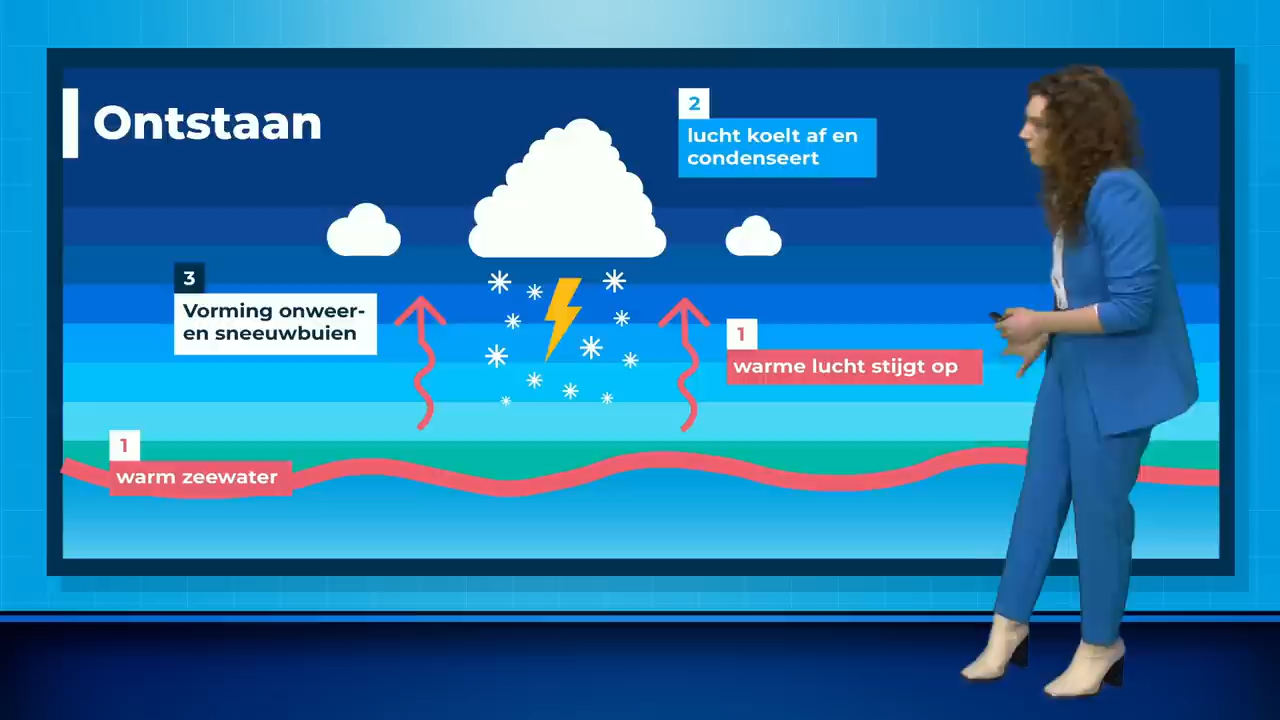 Ontstaan
2
lucht koelt af en
condenseert
3
Vorming onweer-
en sneeuwbuien
1
warme lucht stijgt op
1
warm zeewater